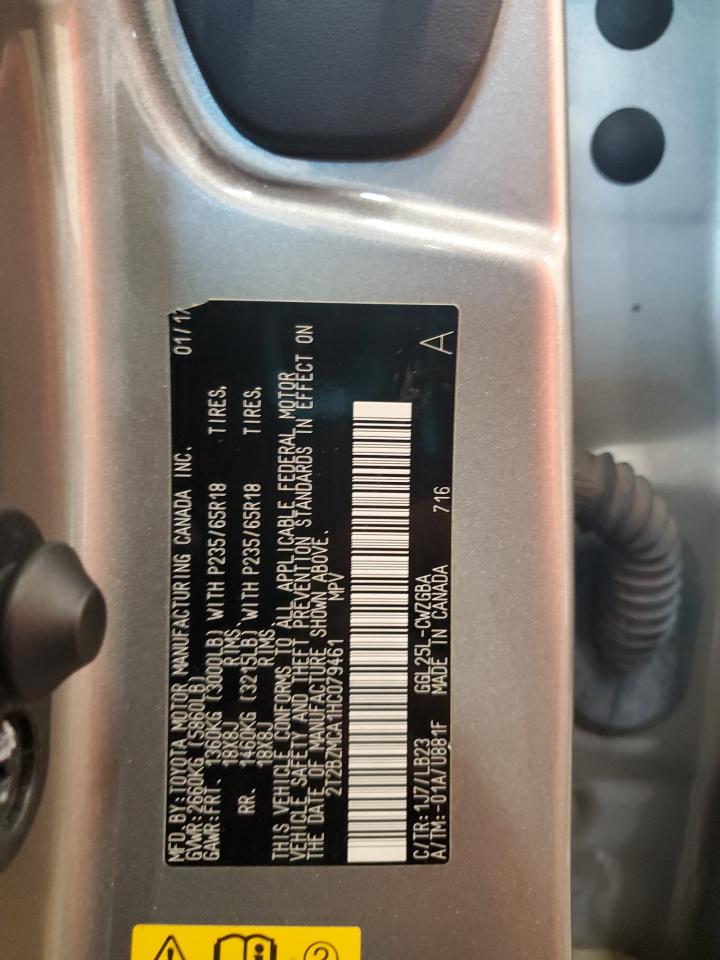 MFD.BY:TOYOTA MOTOR MANUFACTURING CANADA INC. 01/17
GVWR:2660KG (5860LB)
GAWR:FRT. 1360KG (3000LB) WITH P235/65R18 TIRES,
18X8J RIMS
RR. 1460KG (3215LB) WITH P235/65R18 TIRES,
18X8J RIMS
THIS VEHICLE CONFORMS TO ALL APPLICABLE FEDERAL MOTOR
VEHICLE SAFETY AND THEFT PREVENTION STANDARDS IN EFFECT ON
THE DATE OF MANUFACTURE SHOWN ABOVE.
2T2BZMCA1HC079461 MPV
C/TR:1J7/LB23 GGL25L-CWZGBA
A/TM:-01A/U881F MADE IN CANADA 716 A